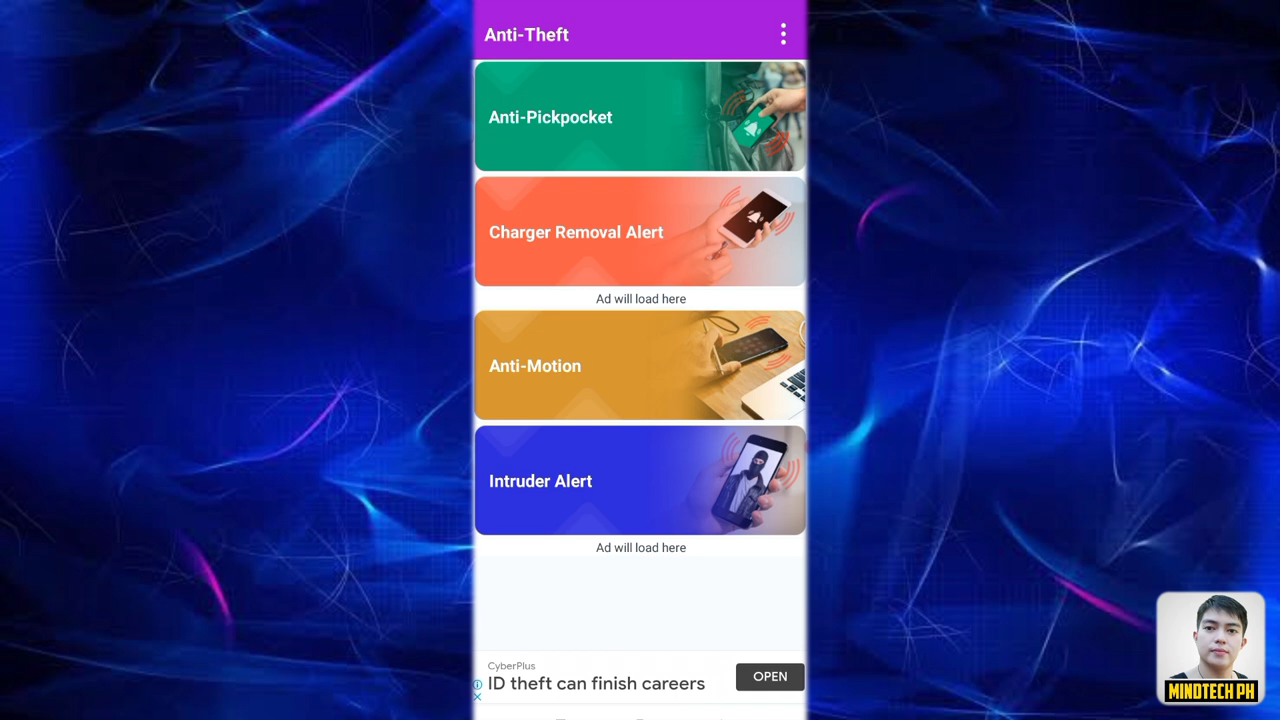 Anti-Theft
Anti-Pickpocket
Charger Removal Alert
Ad will load here
Anti-Motion
Intruder Alert
Ad will load here
CyberPlus
ID theft can finish careers
OPEN
MINDTECH PH